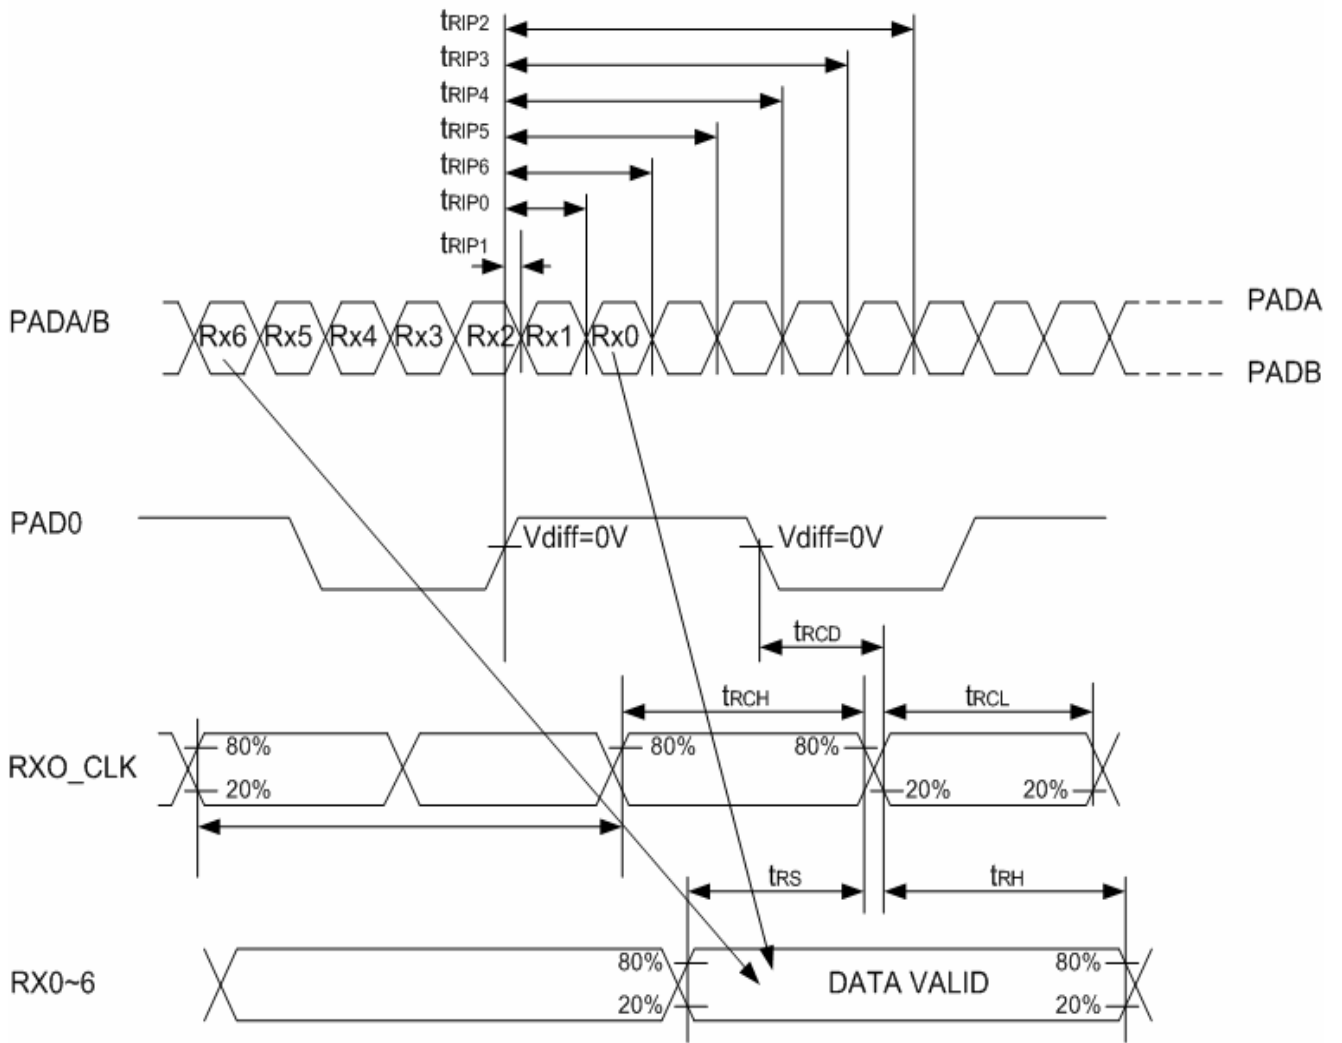 tRIP2
tRIP3
tRIP4
tRIP5
tRIP6
tRIP0
tRIP1
PADA/B Rx6 Rx5 Rx4 Rx3 Rx2 Rx1 Rx0 PADA
PADB
PAD0 Vdiff=0V Vdiff=0V
tRCD
tRCH tRCL
RXO_CLK 80% 80% 80%
20% 20% 20%
tRS tRH
RX0~6 80% DATA VALID 80%
20% 20%